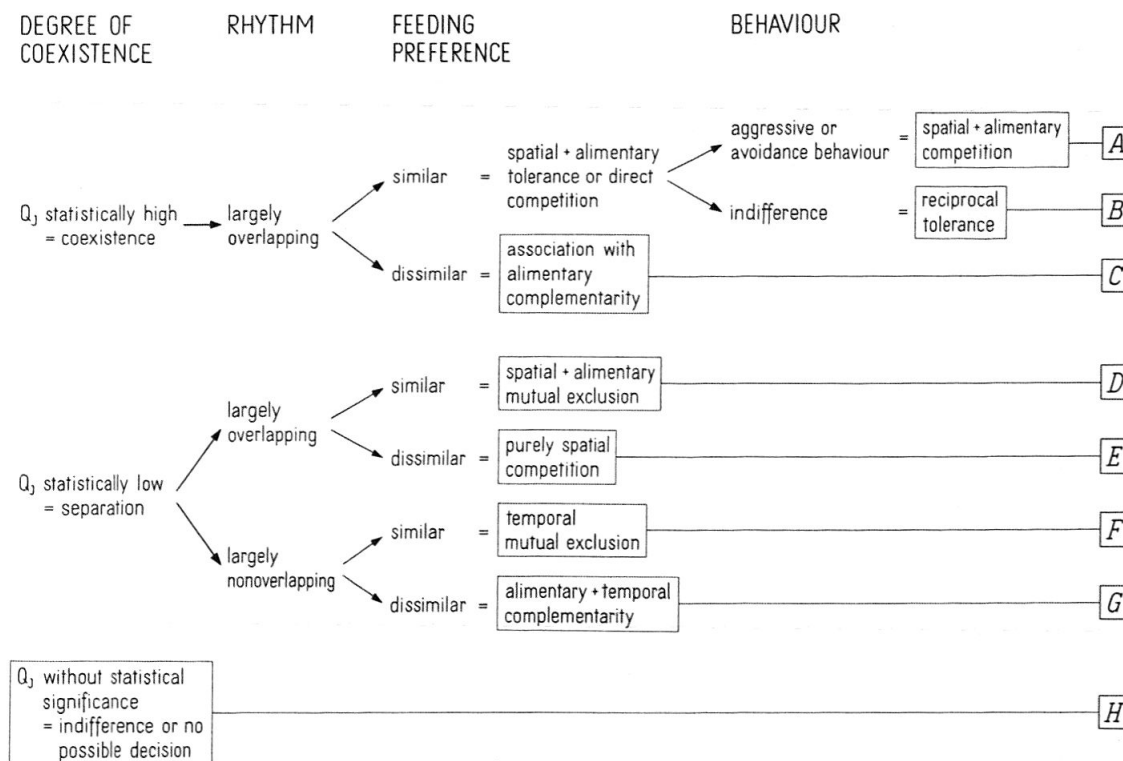 DEGREE OF COEXISTENCE
RHYTHM
FEEDING PREFERENCE
BEHAVIOUR
Q_J statistically high
= coexistence
largely
overlapping
similar
= spatial + alimentary
tolerance or direct
competition
aggressive or
avoidance behaviour
= spatial + alimentary
competition
A
indifference
= reciprocal
tolerance
B
dissimilar
= association with
alimentary
complementarity
C
Q_J statistically low
= separation
largely
overlapping
similar
= spatial + alimentary
mutual exclusion
D
dissimilar
= purely spatial
competition
E
largely
nonoverlapping
similar
= temporal
mutual exclusion
F
dissimilar
= alimentary + temporal
complementarity
G
Q_J without statistical
significance
= indifference or no
possible decision
H